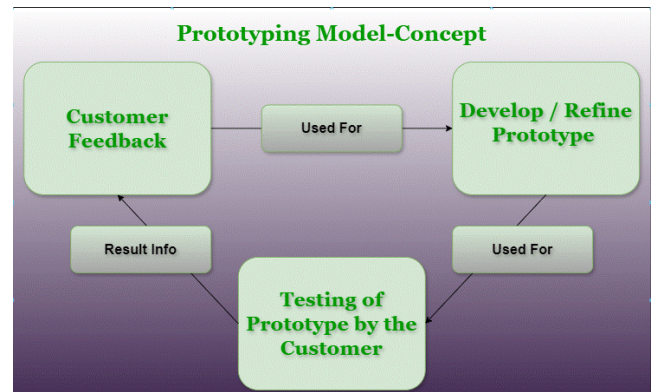 Prototyping Model-Concept
Customer
Feedback
Used For
Develop / Refine
Prototype
Result Info
Used For
Testing of
Prototype by the
Customer